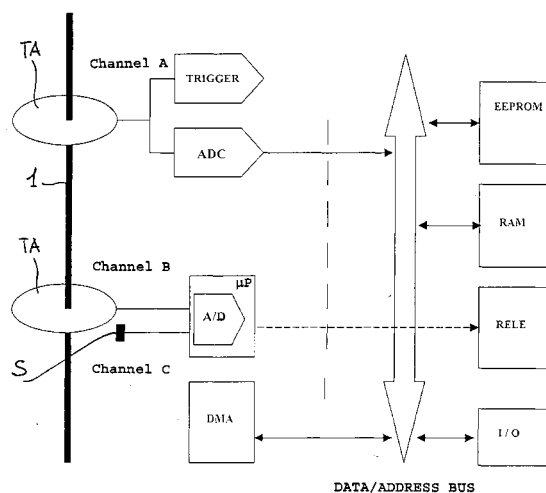 TA
Channel A
TRIGGER
EEPROM
ADC
1
RAM
TA
Channel B
μP
A/D
RELE
S
Channel C
DMA
I/O
DATA/ADDRESS BUS